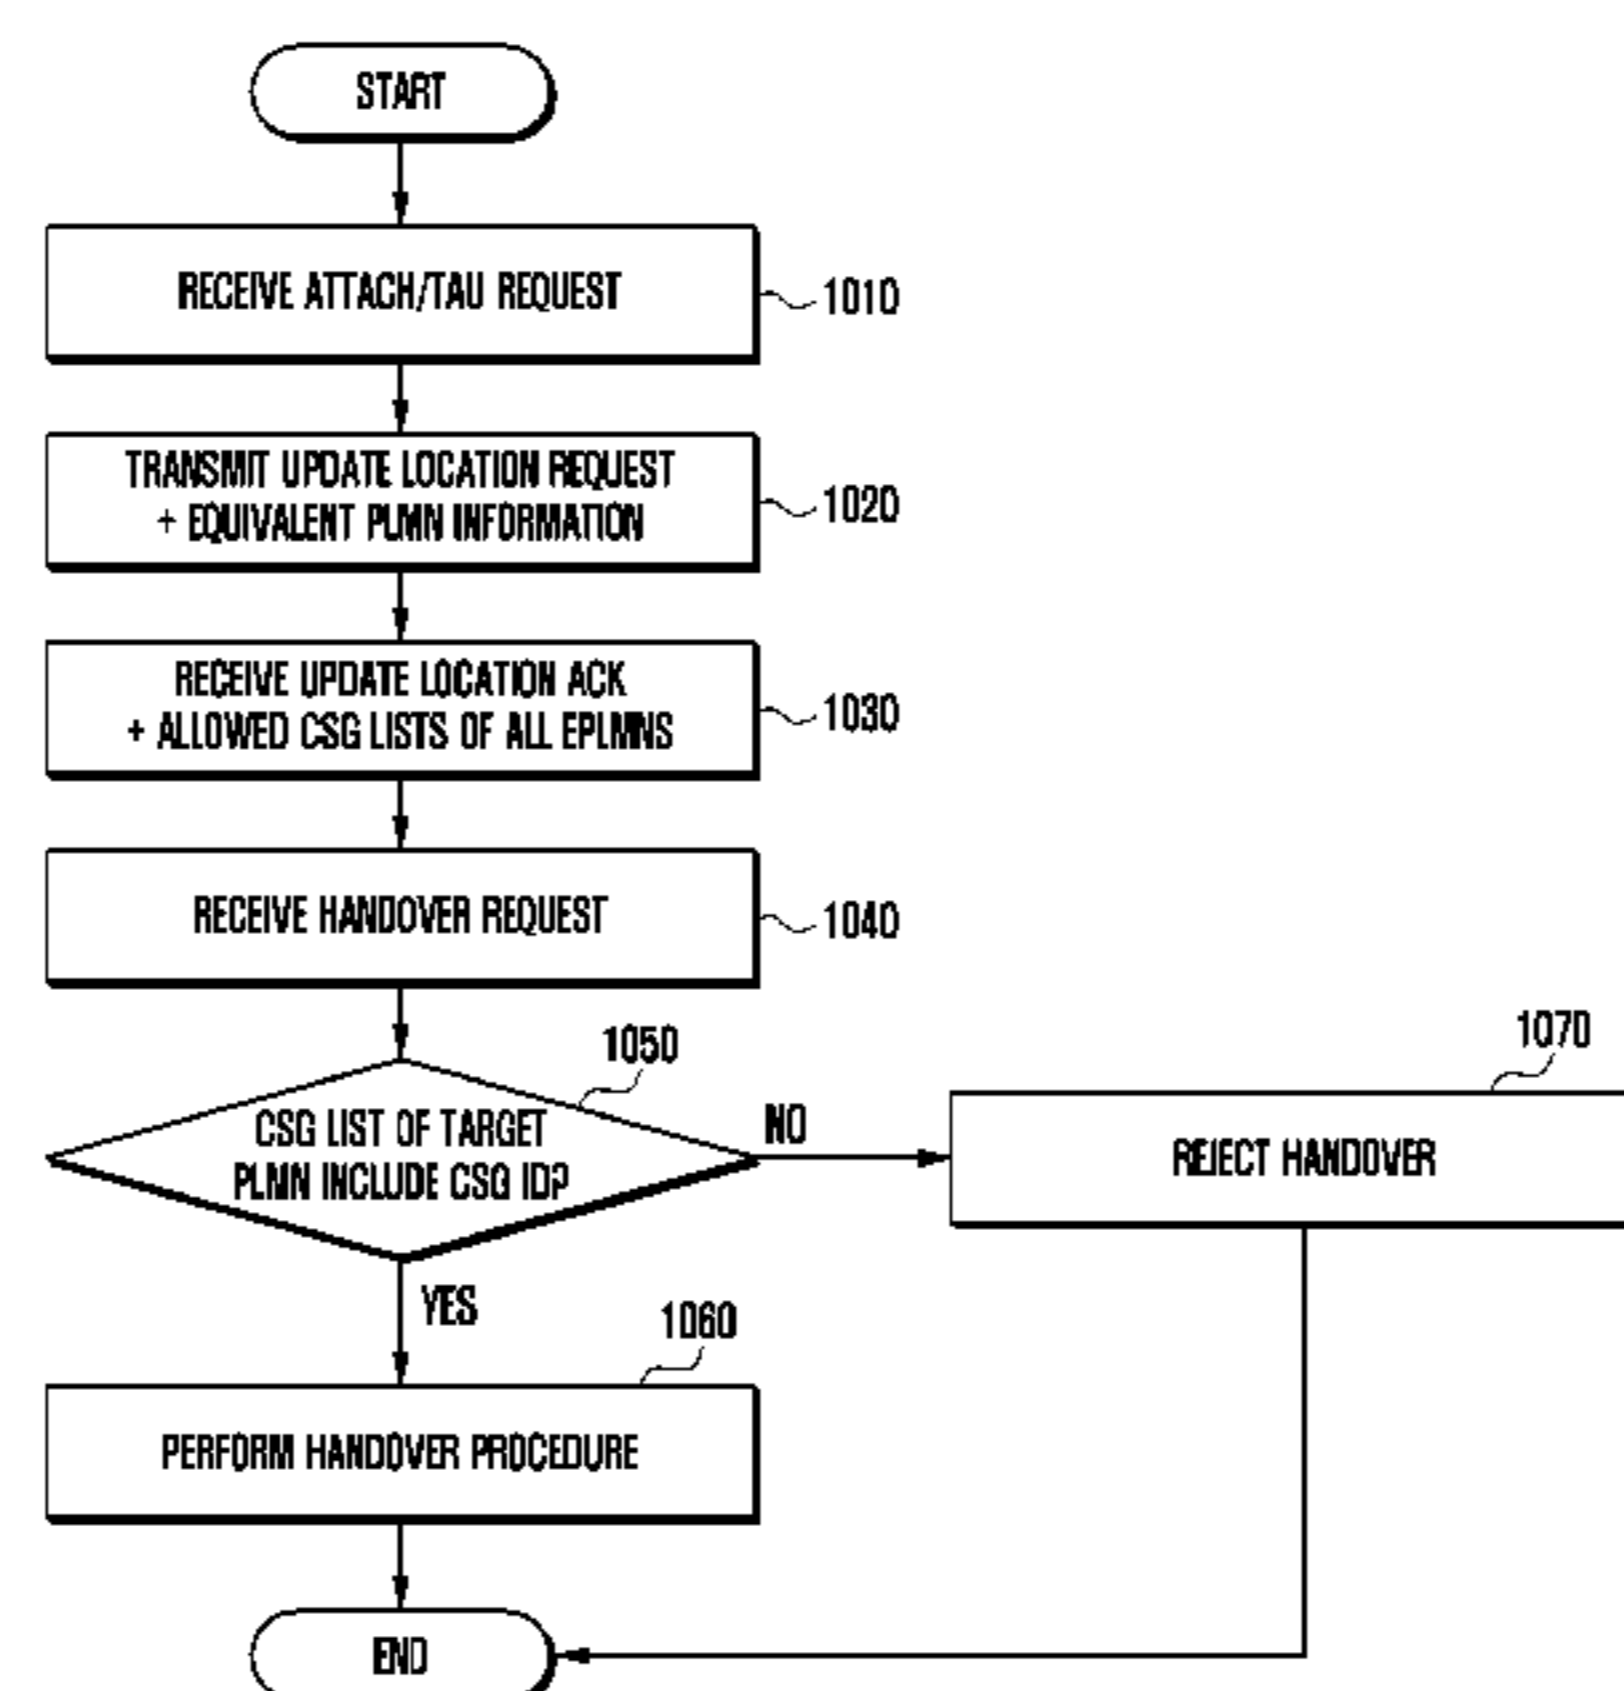 START
RECEIVE ATTACH/TAU REQUEST
1010
TRANSMIT UPDATE LOCATION REQUEST
+ EQUIVALENT PLMN INFORMATION
1020
RECEIVE UPDATE LOCATION ACK
+ ALLOWED CSG LISTS OF ALL EPLMNS
1030
RECEIVE HANDOVER REQUEST
1040
1050
CSG LIST OF TARGET
PLMN INCLUDE CSG ID?
NO
1070
REJECT HANDOVER
YES
1060
PERFORM HANDOVER PROCEDURE
END